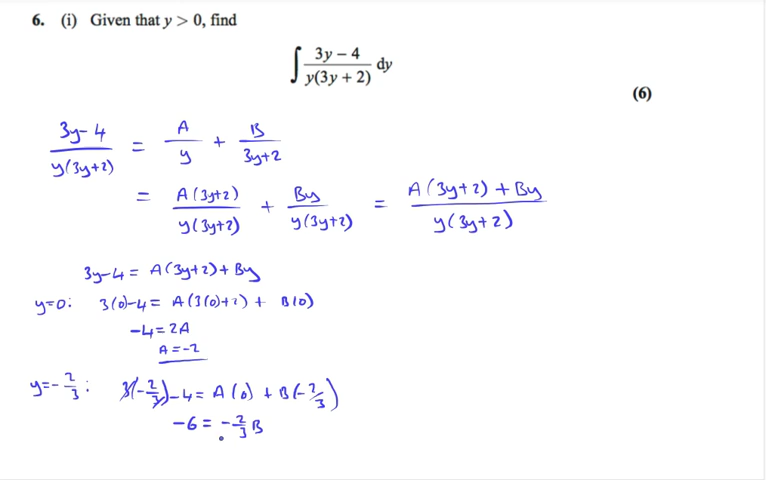 6. (i) Given that y > 0, find
∫ (3y − 4)/(y(3y + 2)) dy
(6)
(3y−4)/(y(3y+2)) = A/y + B/(3y+2)
= A(3y+2)/(y(3y+2)) + By/(y(3y+2)) = (A(3y+2) + By)/(y(3y+2))
3y−4 = A(3y+2) + By
y=0: 3(0)−4 = A(3(0)+2) + B(0)
−4 = 2A
A = −2
y=−2/3: 3(−2/3)−4 = A(0) + B(−2/3)
−6 = −2/3 B